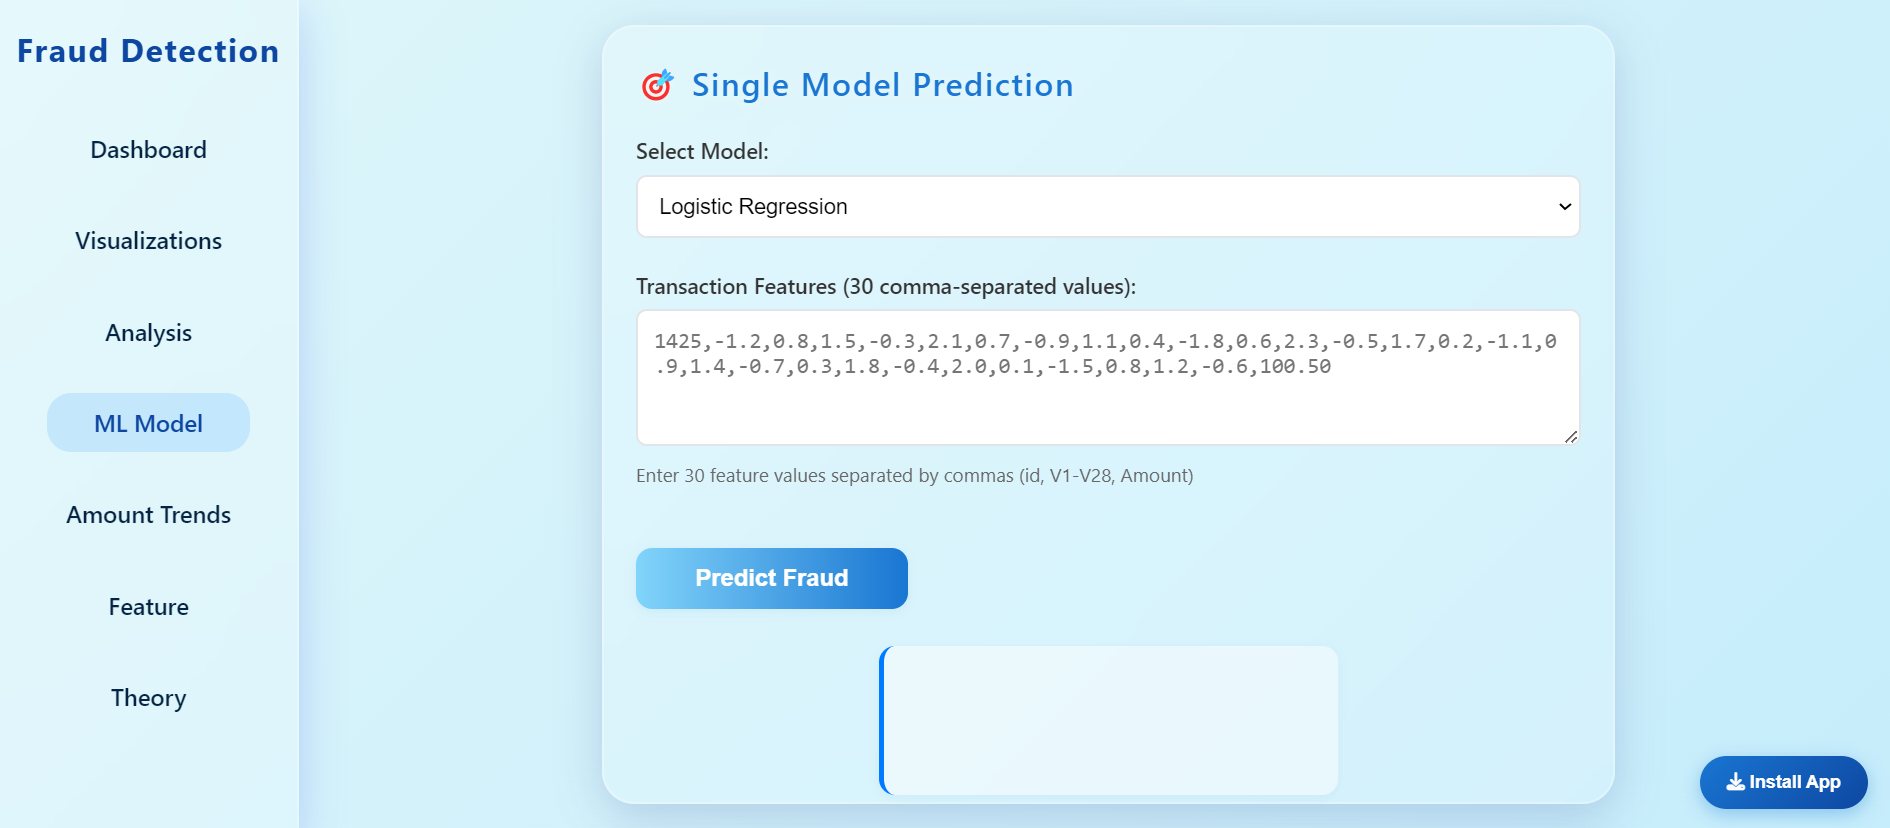 Fraud Detection
Dashboard
Visualizations
Analysis
ML Model
Amount Trends
Feature
Theory
Single Model Prediction
Select Model:
Logistic Regression
Transaction Features (30 comma-separated values):
1425,-1.2,0.8,1.5,-0.3,2.1,0.7,-0.9,1.1,0.4,-1.8,0.6,2.3,-0.5,1.7,0.2,-1.1,0
.9,1.4,-0.7,0.3,1.8,-0.4,2.0,0.1,-1.5,0.8,1.2,-0.6,100.50
Enter 30 feature values separated by commas (id, V1-V28, Amount)
Predict Fraud
Install App